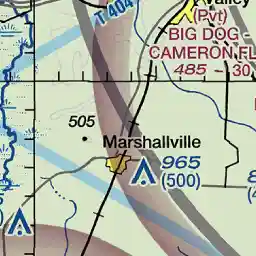 T 404
Valley
(Pvt)
BIG DOG -
CAMERON FL
485 - 30
505
Marshallville
965
(500)